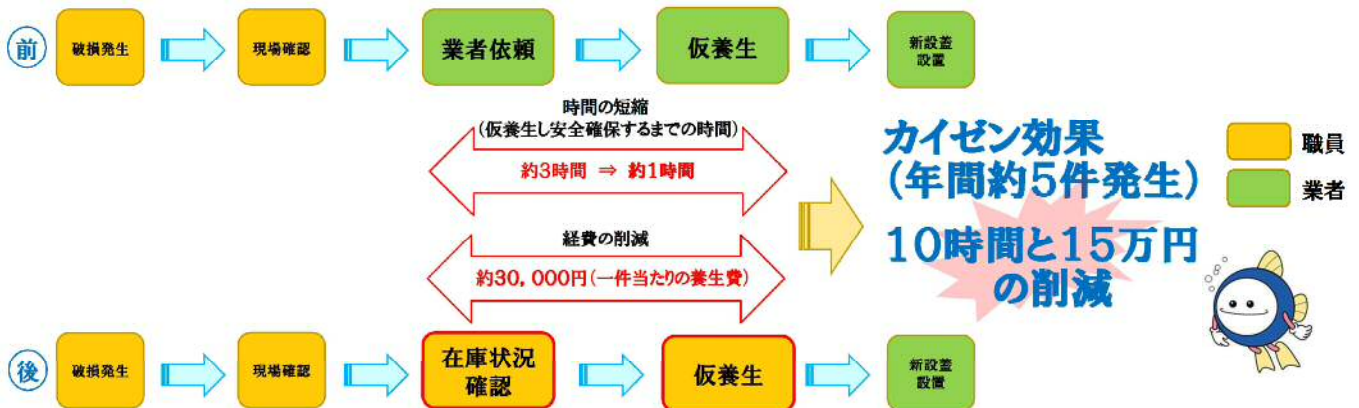 前
破損発生
現場確認
業者依頼
仮養生
新設蓋
設置
時間の短縮
(仮養生し安全確保するまでの時間)
約3時間 ⇒ 約1時間
経費の削減
約30,000円(一件当たりの養生費)
カイゼン効果
(年間約5件発生)
10時間と15万円
の削減
職員
業者
後
破損発生
現場確認
在庫状況
確認
仮養生
新設蓋
設置